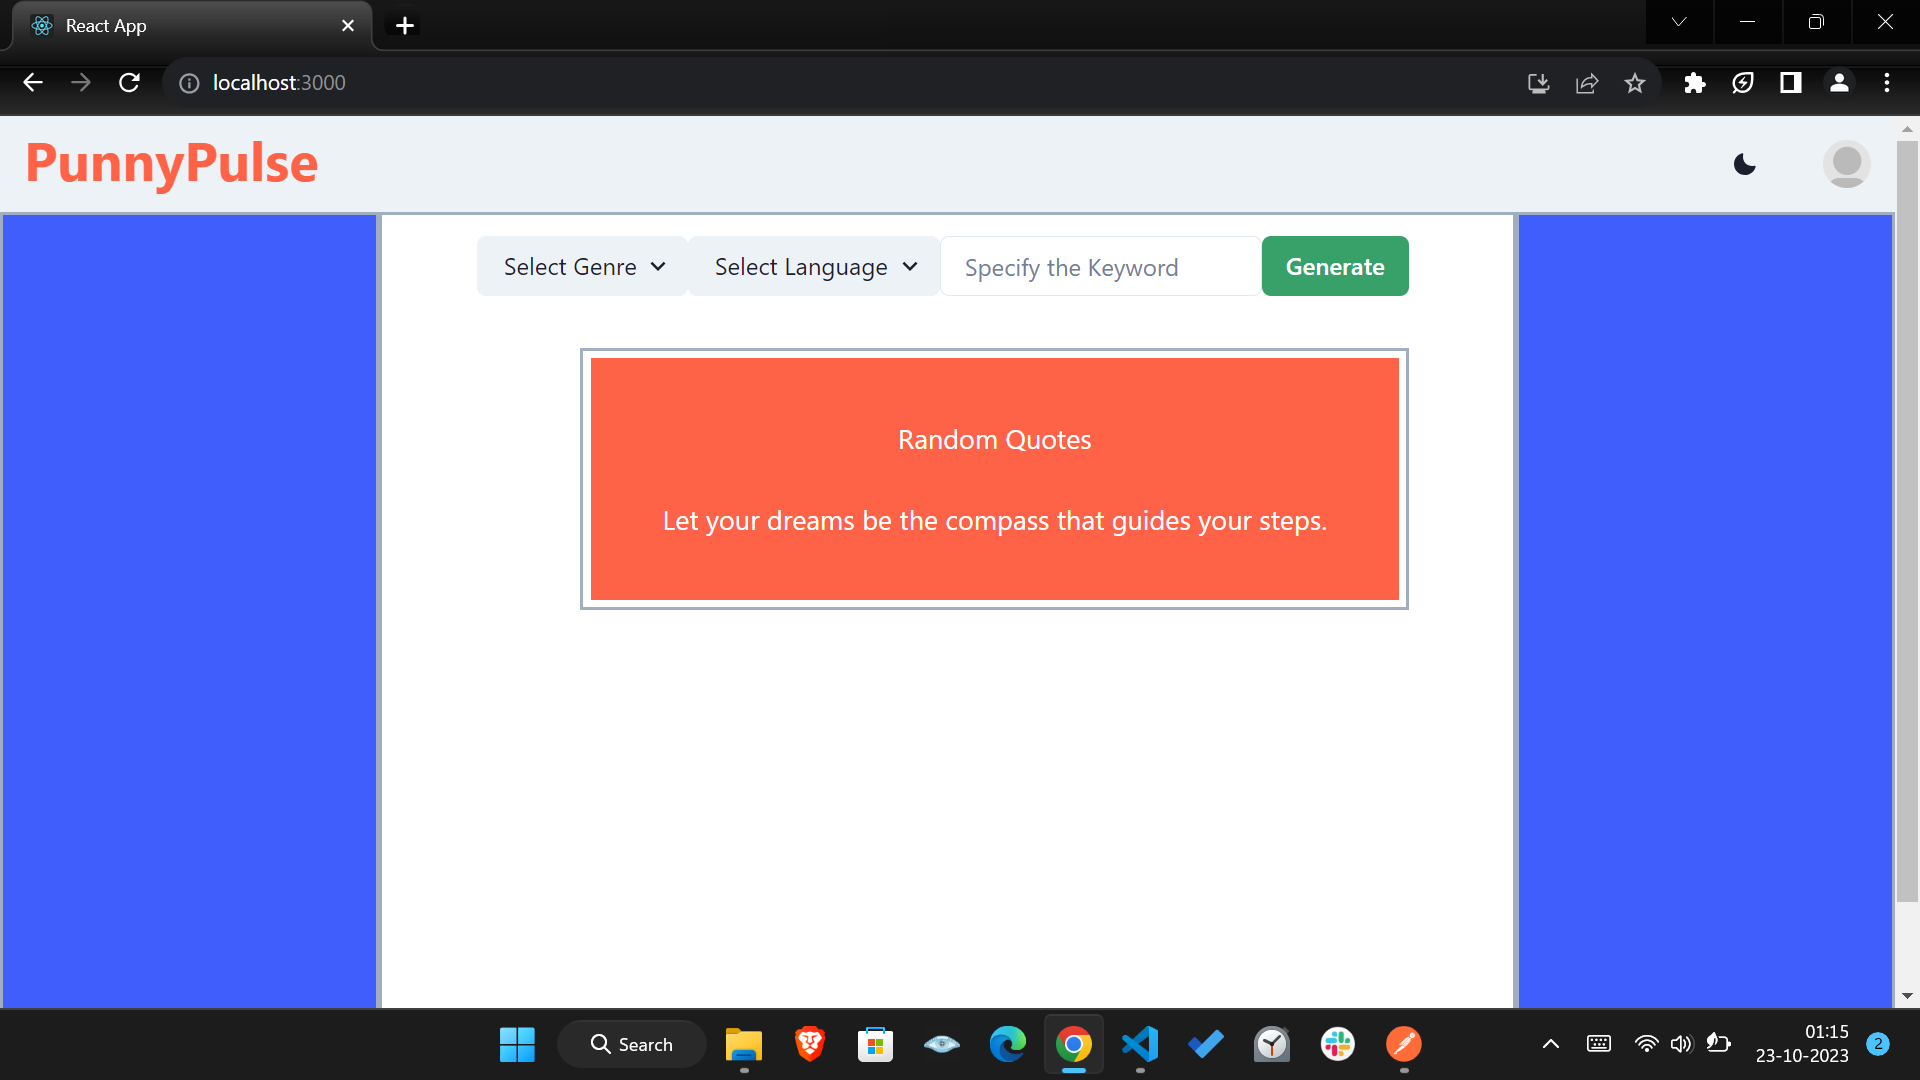 React App
localhost:3000
PunnyPulse
Select Genre
Select Language
Specify the Keyword
Generate
Random Quotes
Let your dreams be the compass that guides your steps.
Search
01:15
23-10-2023
2